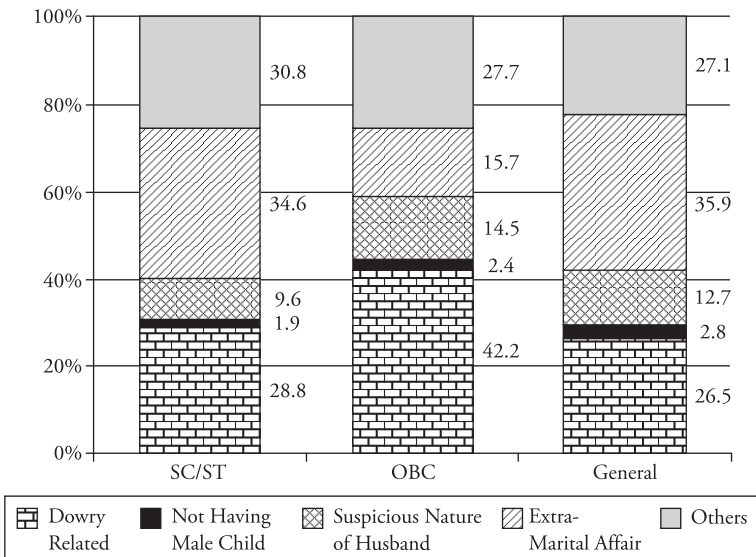 100%
80%
60%
40%
20%
0%
30.8
34.6
9.6
1.9
28.8
27.7
15.7
14.5
2.4
42.2
27.1
35.9
12.7
2.8
26.5
SC/ST
OBC
General
Dowry
Related
Not Having
Male Child
Suspicious Nature
of Husband
Extra-
Marital Affair
Others